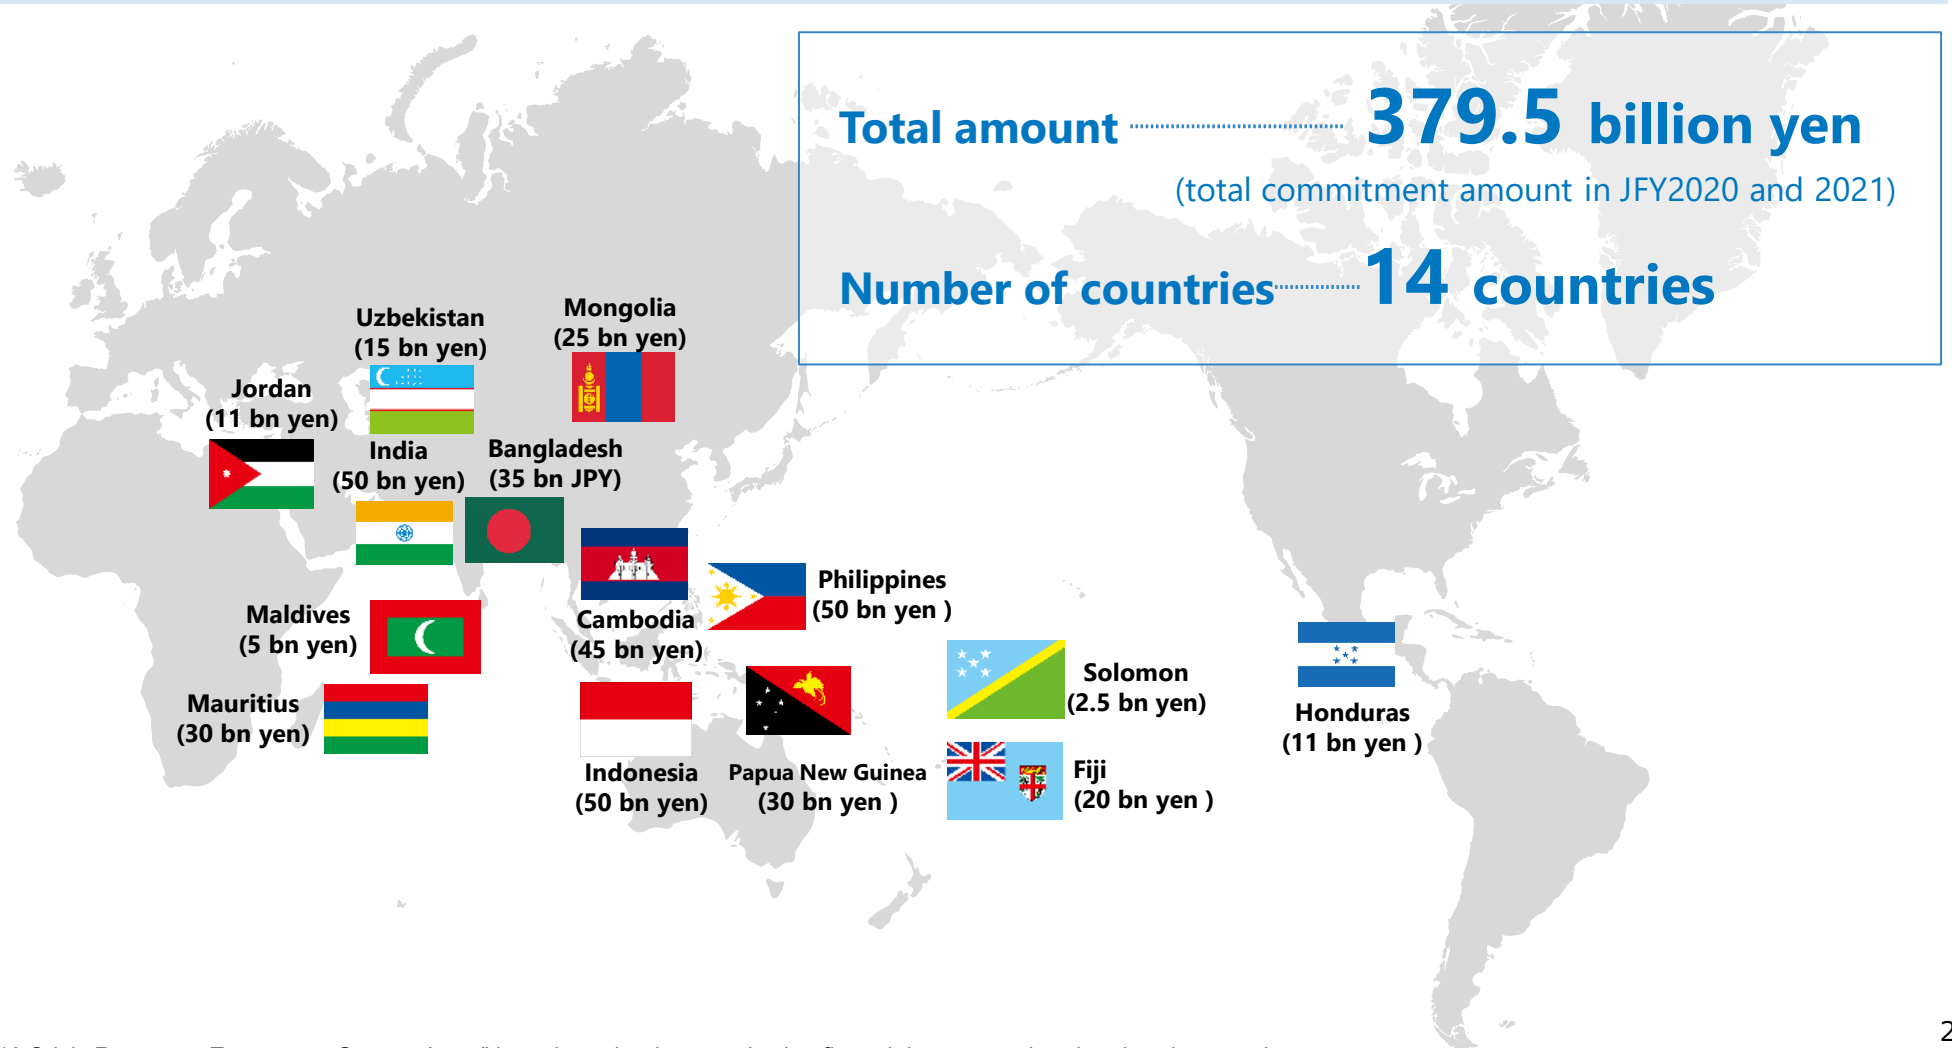 Total amount 379.5 billion yen
(total commitment amount in JFY2020 and 2021)
Number of countries 14 countries
Mongolia
(25 bn yen)
Uzbekistan
(15 bn yen)
Jordan
(11 bn yen)
India
(50 bn yen)
Bangladesh
(35 bn JPY)
Philippines
(50 bn yen )
Maldives
(5 bn yen)
Cambodia
(45 bn yen)
Solomon
(2.5 bn yen)
Mauritius
(30 bn yen)
Honduras
(11 bn yen )
Indonesia
(50 bn yen)
Papua New Guinea
(30 bn yen )
Fiji
(20 bn yen )
2